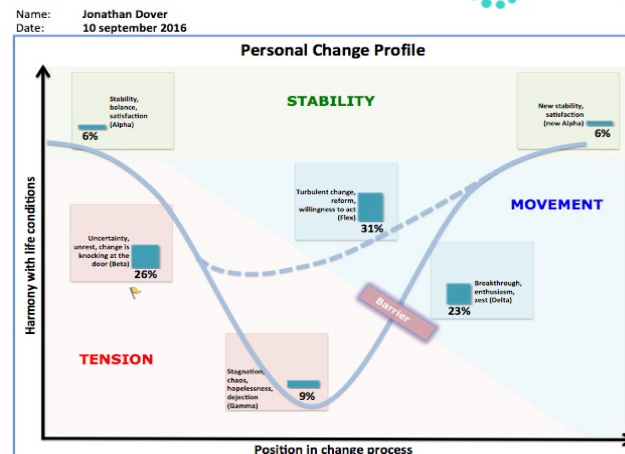 Name: Jonathan Dover
Date: 10 september 2016
Personal Change Profile
Stability,
balance,
satisfaction
(Alpha)
6%
STABILITY
New stability,
satisfaction
(new Alpha)
6%
Turbulent change,
reform,
willingness to act
(Flex)
31%
MOVEMENT
Uncertainty,
unrest, change is
knocking at the
door (Beta)
26%
Breakthrough,
enthusiasm,
zest (Delta)
23%
Barrier
TENSION
Stagnation,
chaos,
hopelessness,
dejection
(Gamma)
9%
Harmony with life conditions
Position in change process